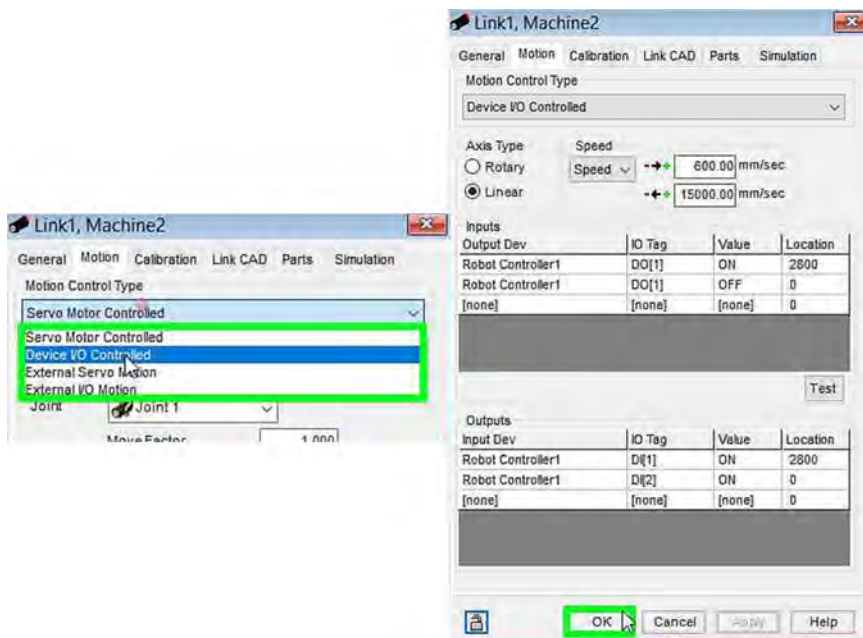 Link1, Machine2
General Motion Calibration Link CAD Parts Simulation
Motion Control Type
Servo Motor Controlled
Servo Motor Controlled
Device I/O Controlled
External Servo Motion
External I/O Motion
Joint Joint 1
Move Factor 1.000
Link1, Machine2
General Motion Calibration Link CAD Parts Simulation
Motion Control Type
Device I/O Controlled
Axis Type Speed
Rotary Speed 600.00 mm/sec
Linear 15000.00 mm/sec
Inputs
Output Dev IO Tag Value Location
Robot Controller1 DO[1] ON 2800
Robot Controller1 DO[1] OFF 0
[none] [none] [none] 0
Test
Outputs
Input Dev IO Tag Value Location
Robot Controller1 DI[1] ON 2800
Robot Controller1 DI[2] ON 0
[none] [none] [none] 0
OK Cancel Apply Help